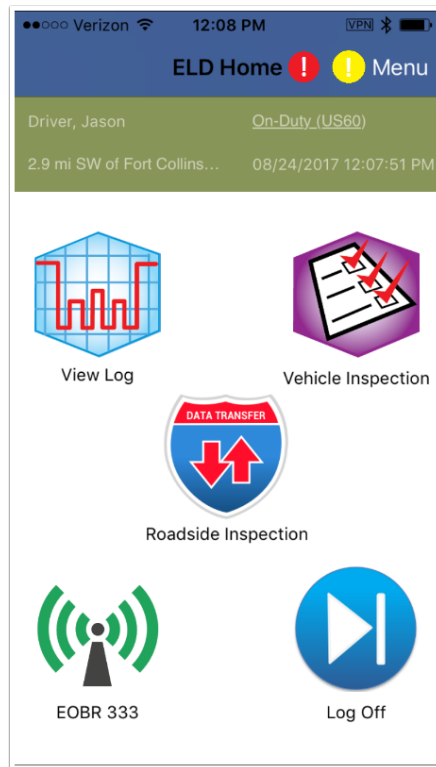 Verizon 12:08 PM VPN
ELD Home ! ! Menu
Driver, Jason On-Duty (US60)
2.9 mi SW of Fort Collins... 08/24/2017 12:07:51 PM
View Log Vehicle Inspection
DATA TRANSFER
Roadside Inspection
EOBR 333 Log Off